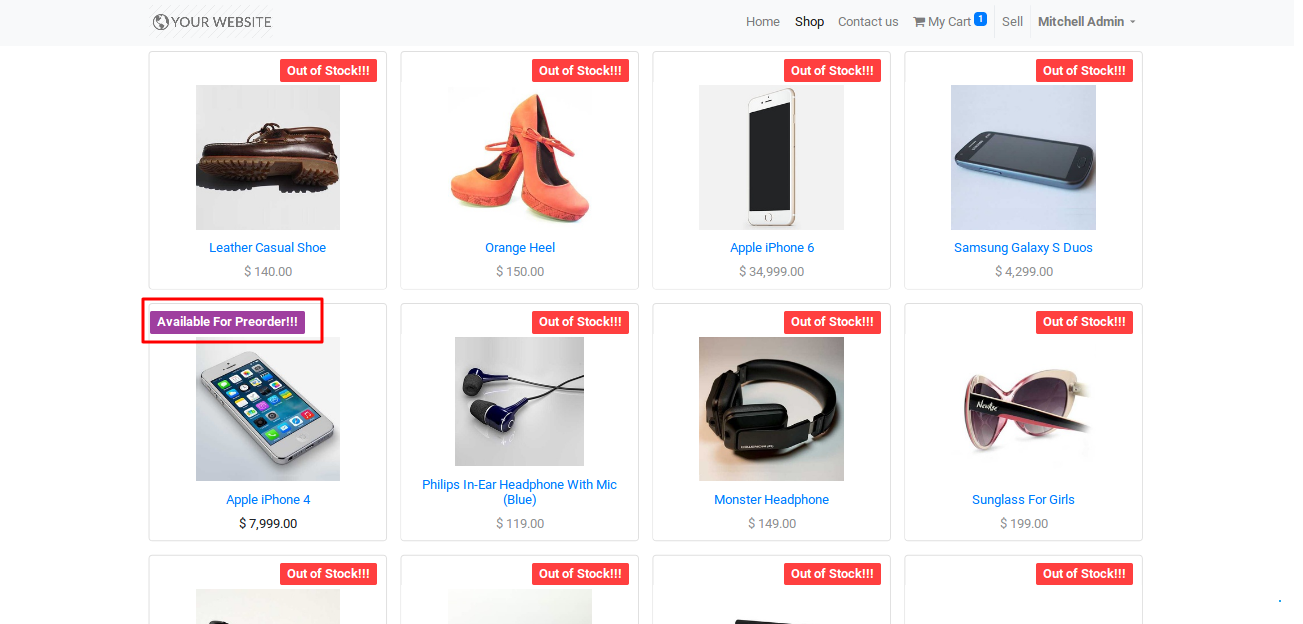 YOUR WEBSITE
Home Shop Contact us My Cart 1 Sell Mitchell Admin
Out of Stock!!! Out of Stock!!! Out of Stock!!! Out of Stock!!!
Leather Casual Shoe Orange Heel Apple iPhone 6 Samsung Galaxy S Duos
$ 140.00 $ 150.00 $ 34,999.00 $ 4,299.00
Available For Preorder!!! Out of Stock!!! Out of Stock!!! Out of Stock!!!
Apple iPhone 4 Philips In-Ear Headphone With Mic
(Blue) Monster Headphone Sunglass For Girls
$ 7,999.00 $ 119.00 $ 149.00 $ 199.00
Out of Stock!!! Out of Stock!!! Out of Stock!!! Out of Stock!!!